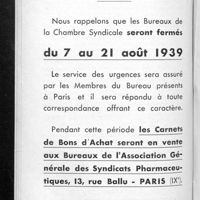 Nous rappelons que les Bureaux de
la Chambre Syndicale seront fermés
du 7 au 21 août 1939
Le service des urgences sera assuré
par les Membres du Bureau présents
à Paris et il sera répondu à toute
correspondance offrant ce caractère.
Pendant cette période les Carnets
de Bons d'Achat seront en vente
aux Bureaux de l'Association Gé-
nérale des Syndicats Pharmaceu-
tiques, 13, rue Ballu - PARIS (IXe).